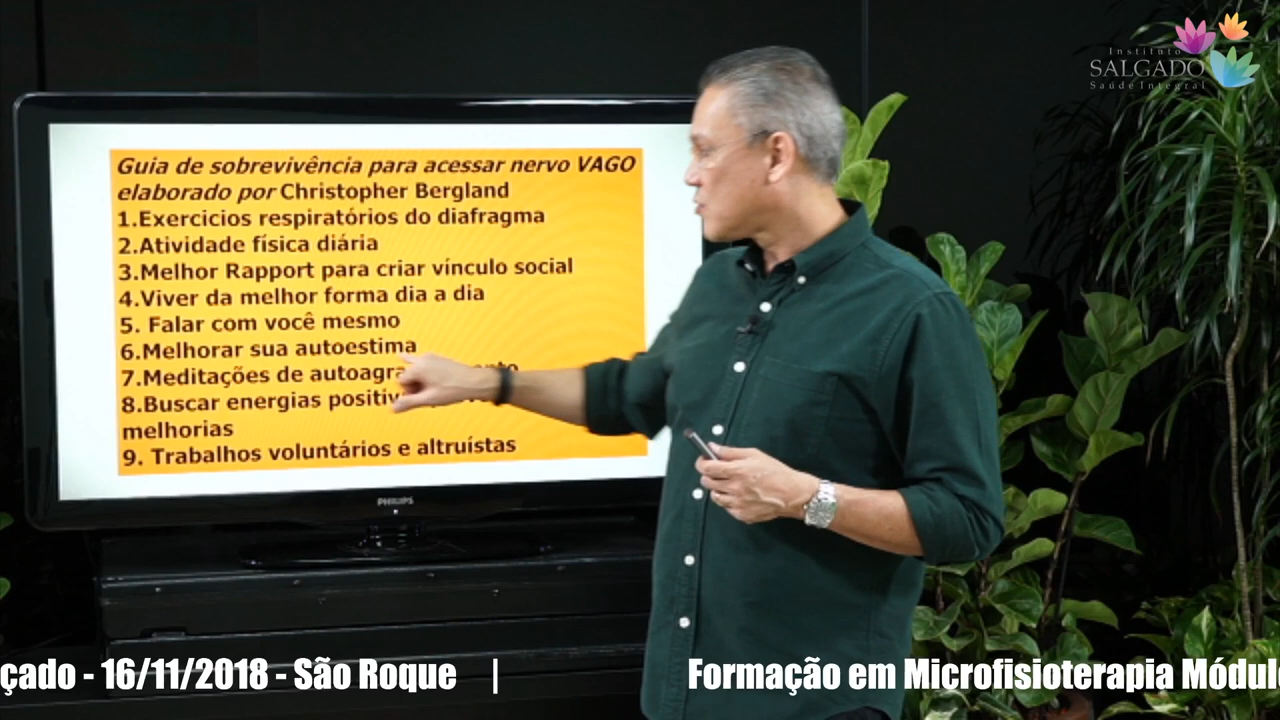 Instituto
SALGADO
Saúde Integral
Guia de sobrevivência para acessar nervo VAGO
elaborado por Christopher Bergland
1.Exercicios respiratórios do diafragma
2.Atividade física diária
3.Melhor Rapport para criar vínculo social
4.Viver da melhor forma dia a dia
5. Falar com você mesmo
6.Melhorar sua autoestima
7.Meditações de
8.Buscar energias
melhorias
9. Trabalhos voluntários e altruístas
PHILIPS
çado - 16/11/2018 - São Roque | Formação em Microfisioterapia Módul